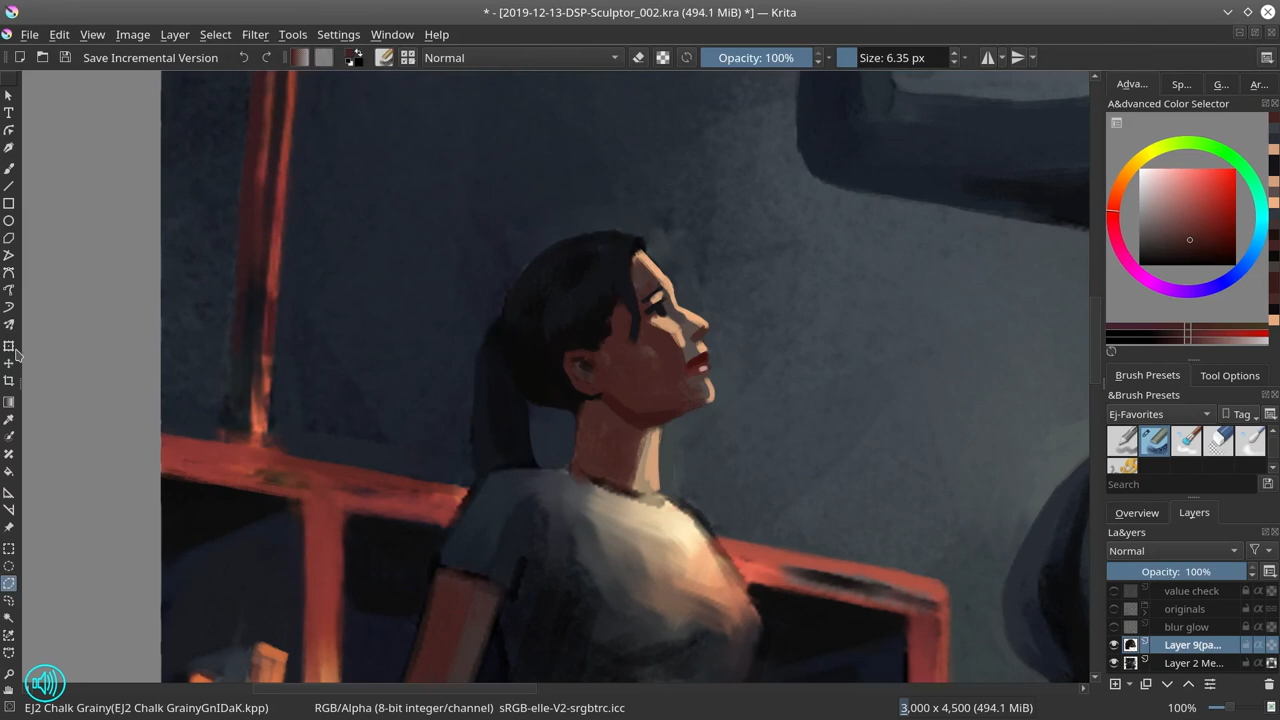 * - [2019-12-13-DSP-Sculptor_002.kra (494.1 MiB) *] — Krita
File Edit View Image Layer Select Filter Tools Settings Window Help
Save Incremental Version Normal Opacity: 100% Size: 6.35 px
Adva... Sp... G... Ar...
A&dvanced Color Selector
Brush Presets Tool Options
&Brush Presets
Ej-Favorites Tag
Search
Overview Layers
La&yers
Normal
Opacity: 100%
value check
originals
blur glow
Layer 9(pa...
Layer 2 Me...
EJ2 Chalk Grainy(EJ2 Chalk GrainyGnIDaK.kpp) RGB/Alpha (8-bit integer/channel) sRGB-elle-V2-srgbtrc.icc 3,000 x 4,500 (494.1 MiB) 100%